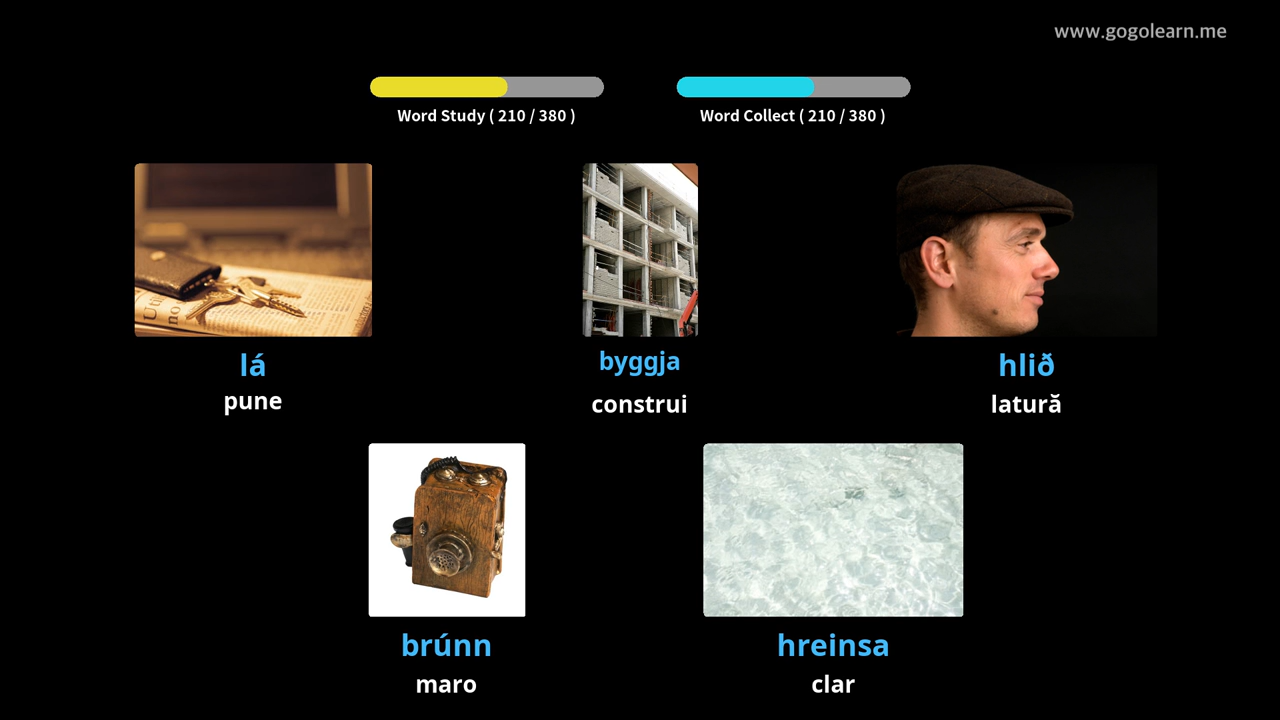 www.gogolearn.me
Word Study ( 210 / 380 )
Word Collect ( 210 / 380 )
lá
pune
byggja
construi
hlið
latură
brúnn
maro
hreinsa
clar